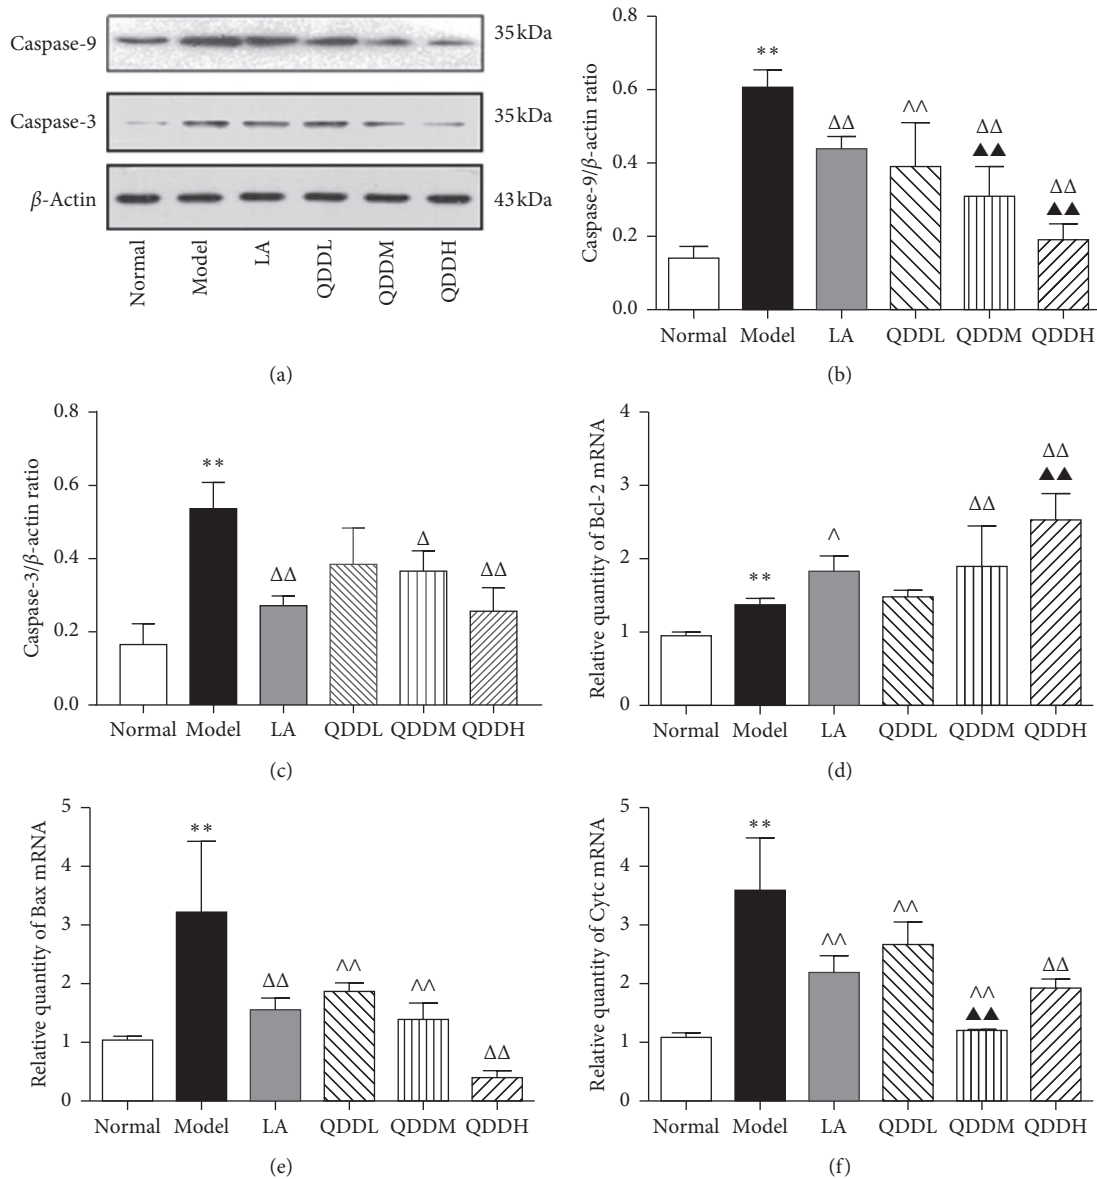 Caspase-9
35 kDa
Caspase-3
35 kDa
β-Actin
43 kDa
Normal
Model
LA
QDDL
QDDM
QDDH
(a)
Caspase-9/β-actin ratio
0.8
0.6
0.4
0.2
0.0
**
ΔΔ
^^
ΔΔ
▲▲
ΔΔ
▲▲
Normal Model LA QDDL QDDM QDDH
(b)
Caspase-3/β-actin ratio
0.8
0.6
0.4
0.2
0.0
**
ΔΔ
Δ
ΔΔ
Normal Model LA QDDL QDDM QDDH
(c)
Relative quantity of Bcl-2 mRNA
4
3
2
1
0
**
^
ΔΔ
ΔΔ
▲▲
Normal Model LA QDDL QDDM QDDH
(d)
Relative quantity of Bax mRNA
5
4
3
2
1
0
**
ΔΔ
^^
^^
ΔΔ
Normal Model LA QDDL QDDM QDDH
(e)
Relative quantity of Cytc mRNA
5
4
3
2
1
0
**
^^
^^
^^
▲▲
ΔΔ
Normal Model LA QDDL QDDM QDDH
(f)